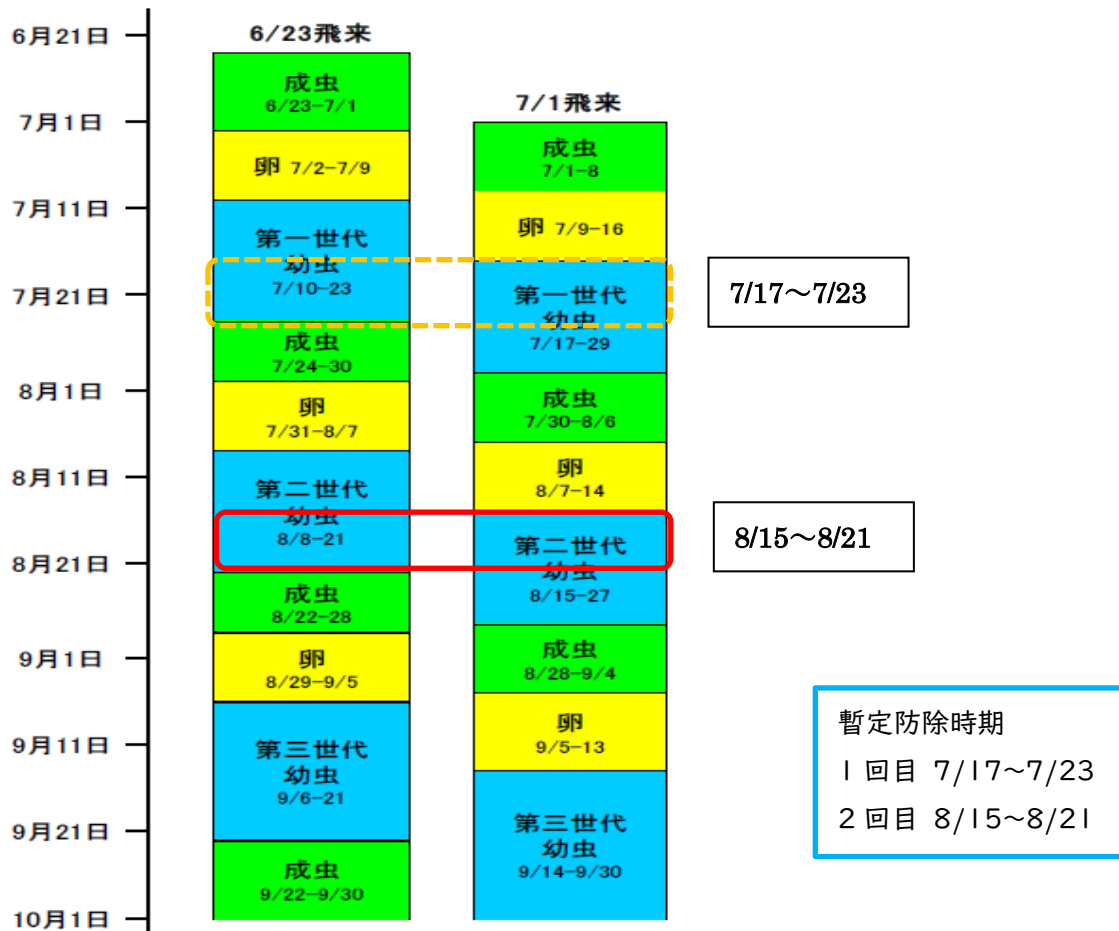 6月21日
7月1日
7月11日
7月21日
8月1日
8月11日
8月21日
9月1日
9月11日
9月21日
10月1日
6/23飛来
成虫
6/23-7/1
卵 7/2-7/9
第一世代
幼虫
7/10-23
成虫
7/24-30
卵
7/31-8/7
第二世代
幼虫
8/8-21
成虫
8/22-28
卵
8/29-9/5
第三世代
幼虫
9/6-21
成虫
9/22-9/30
7/1飛来
成虫
7/1-8
卵 7/9-16
第一世代
幼虫
7/17-29
成虫
7/30-8/6
卵
8/7-14
第二世代
幼虫
8/15-27
成虫
8/28-9/4
卵
9/5-13
第三世代
幼虫
9/14-9/30
7/17～7/23
8/15～8/21
暫定防除時期
1回目 7/17~7/23
2回目 8/15~8/21